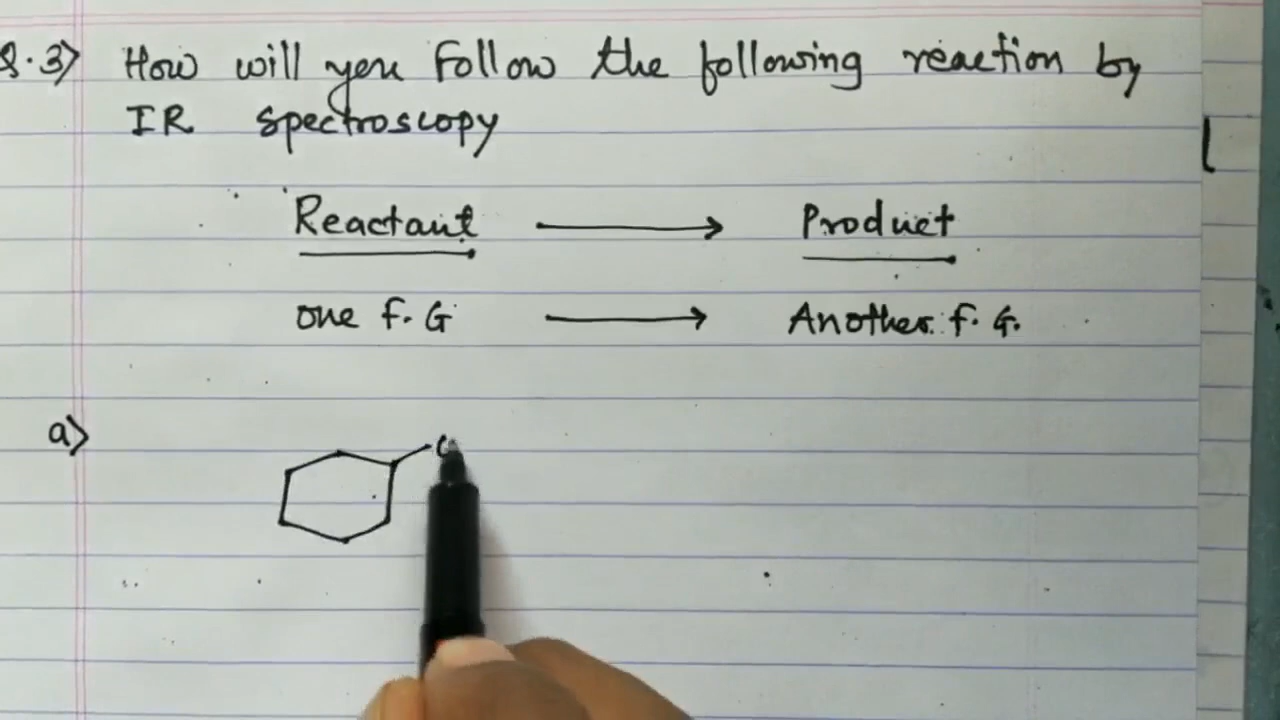 Q.3) How will you Follow the following reaction by
IR spectroscopy
Reactant → Product
one F.G → Another F.G.
a)